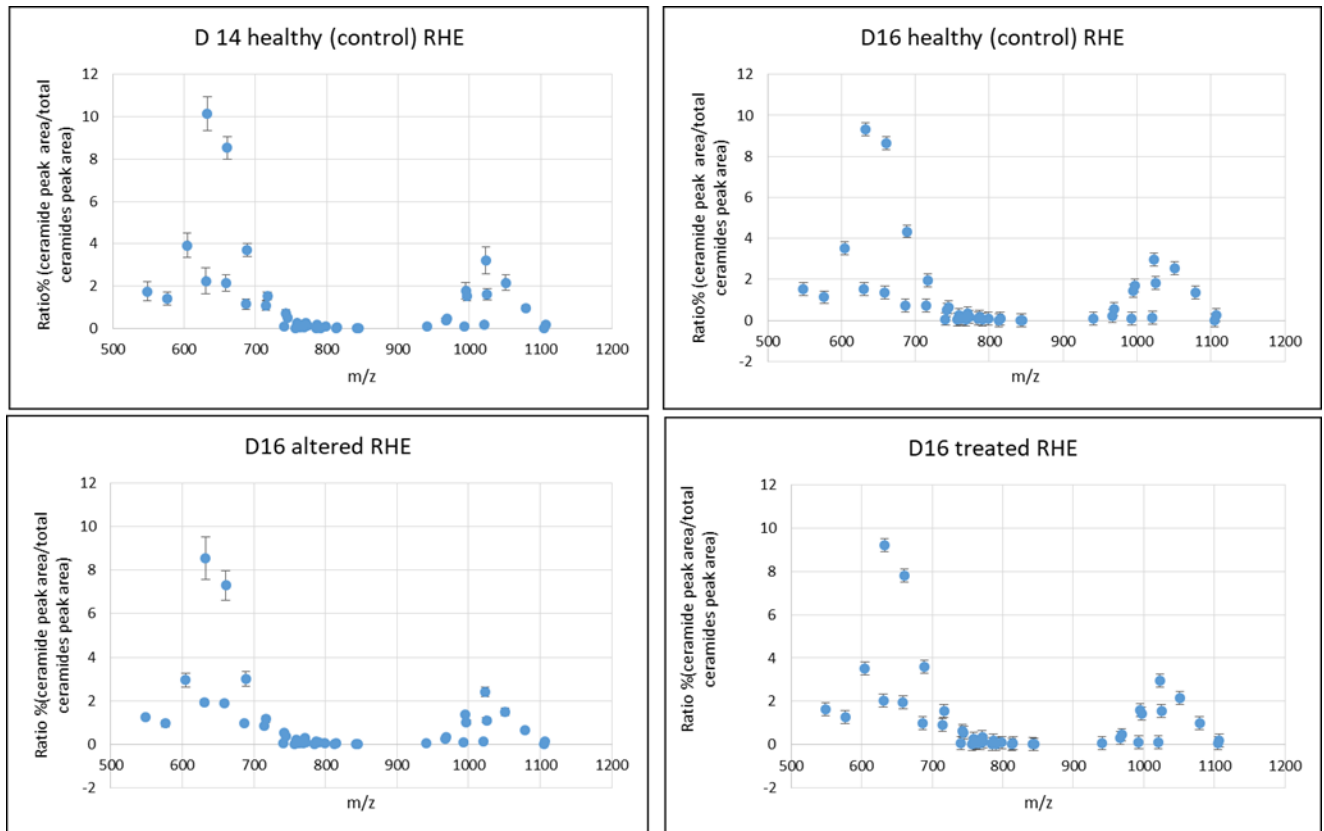 D 14 healthy (control) RHE
Ratio% (ceramide peak area/total
ceramides peak area)
12
10
8
6
4
2
0
500 600 700 800 900 1000 1100 1200
m/z
D16 healthy (control) RHE
Ratio% (ceramide peak area/total
ceramides peak area)
12
10
8
6
4
2
0
-2
500 600 700 800 900 1000 1100 1200
m/z
D16 altered RHE
Ratio %(ceramide peak area/total
ceramides peak area)
12
10
8
6
4
2
0
-2
500 600 700 800 900 1000 1100 1200
m/z
D16 treated RHE
Ratio %(ceramide peak area/total
ceramides peak area)
12
10
8
6
4
2
0
-2
500 600 700 800 900 1000 1100 1200
m/z